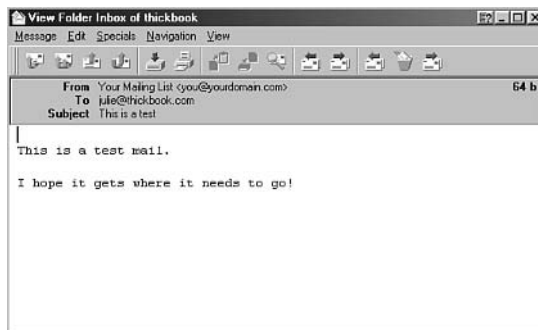 View Folder Inbox of thickbook
Message Edit Specials Navigation View
From Your Mailing List <you@yourdomain.com> 64 b
To julie@thickbook.com
Subject This is a test
This is a test mail.
I hope it gets where it needs to go!